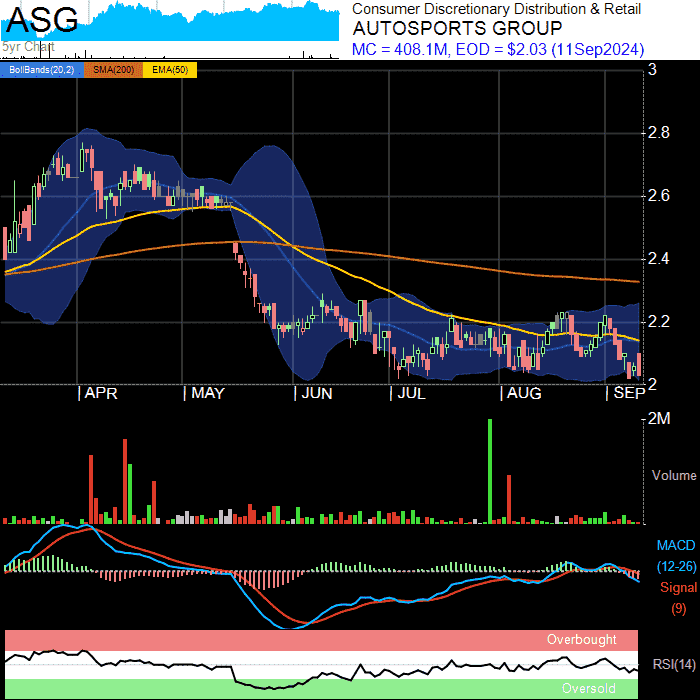 ASG
5yr Chart
Consumer Discretionary Distribution & Retail
AUTOSPORTS GROUP
MC = 408.1M, EOD = $2.03 (11Sep2024)
BollBands(20,2) SMA(200) EMA(50)
3
2.8
2.6
2.4
2.2
2
APR MAY JUN JUL AUG SEP
2M
Volume
MACD
(12-26)
Signal
(9)
Overbought
RSI(14)
Oversold